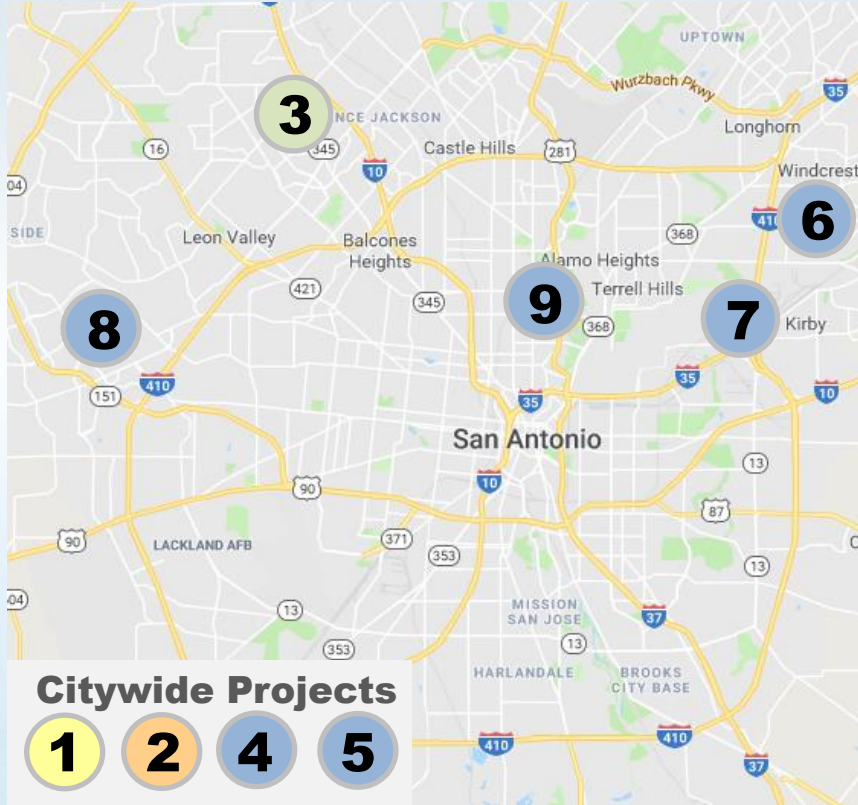 UPTOWN
Wurzbach Pkwy
35
3
NCE JACKSON
Longhorn
16
345
Castle Hills
281
10
Windcrest
04
410
6
368
SIDE
Leon Valley
Balcones
Heights
Alamo Heights
421
345
9
Terrell Hills
368
7
Kirby
8
410
35
10
151
35
San Antonio
13
10
90
87
90
LACKLAND AFB
371
353
13
604
13
MISSION
SAN JOSE
37
353
13
HARLANDALE
BROOKS
CITY BASE
Citywide Projects
1 2 4 5
410
410
37